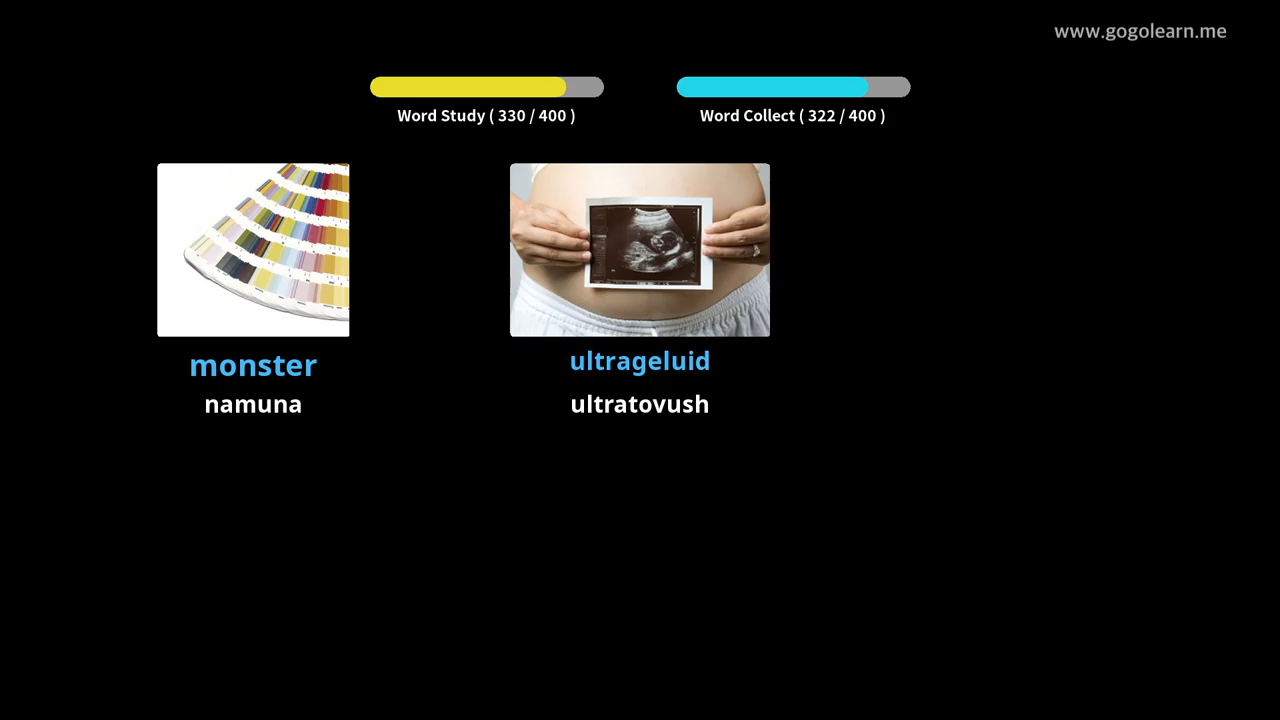 www.gogolearn.me
Word Study ( 330 / 400 )
Word Collect ( 322 / 400 )
monster
namuna
ultrageluid
ultratovush